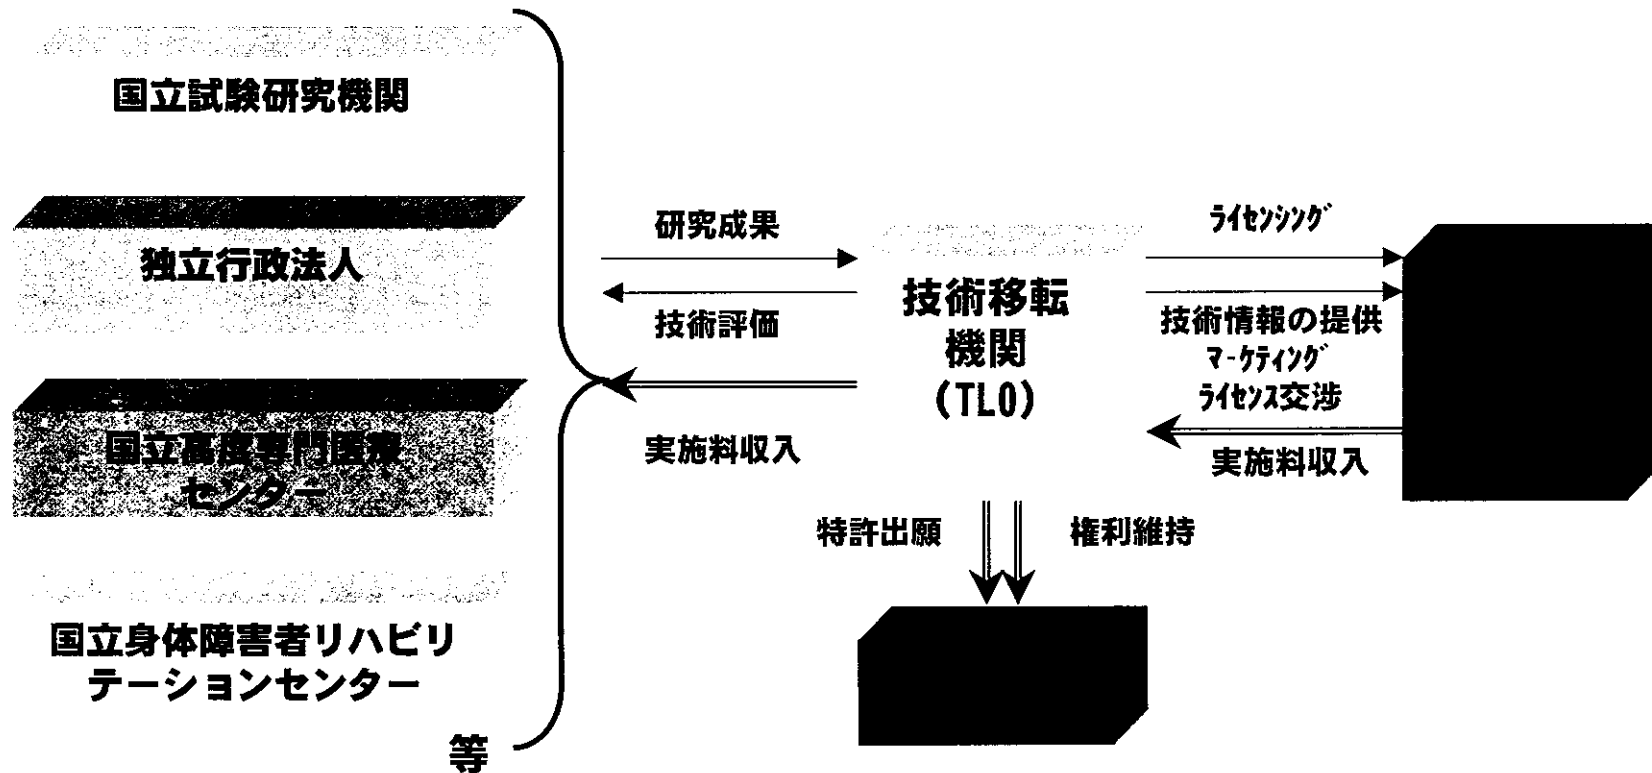 国立試験研究機関
独立行政法人
国立高度専門医療
センター
国立身体障害者リハビリ
テーションセンター
等
研究成果
技術評価
実施料収入
技術移転
機関
(TLO)
ﾗｲｾﾝｼﾝｸﾞ
技術情報の提供
ﾏｰｹﾃｨﾝｸﾞ
ﾗｲｾﾝｽ交渉
実施料収入
特許出願
権利維持